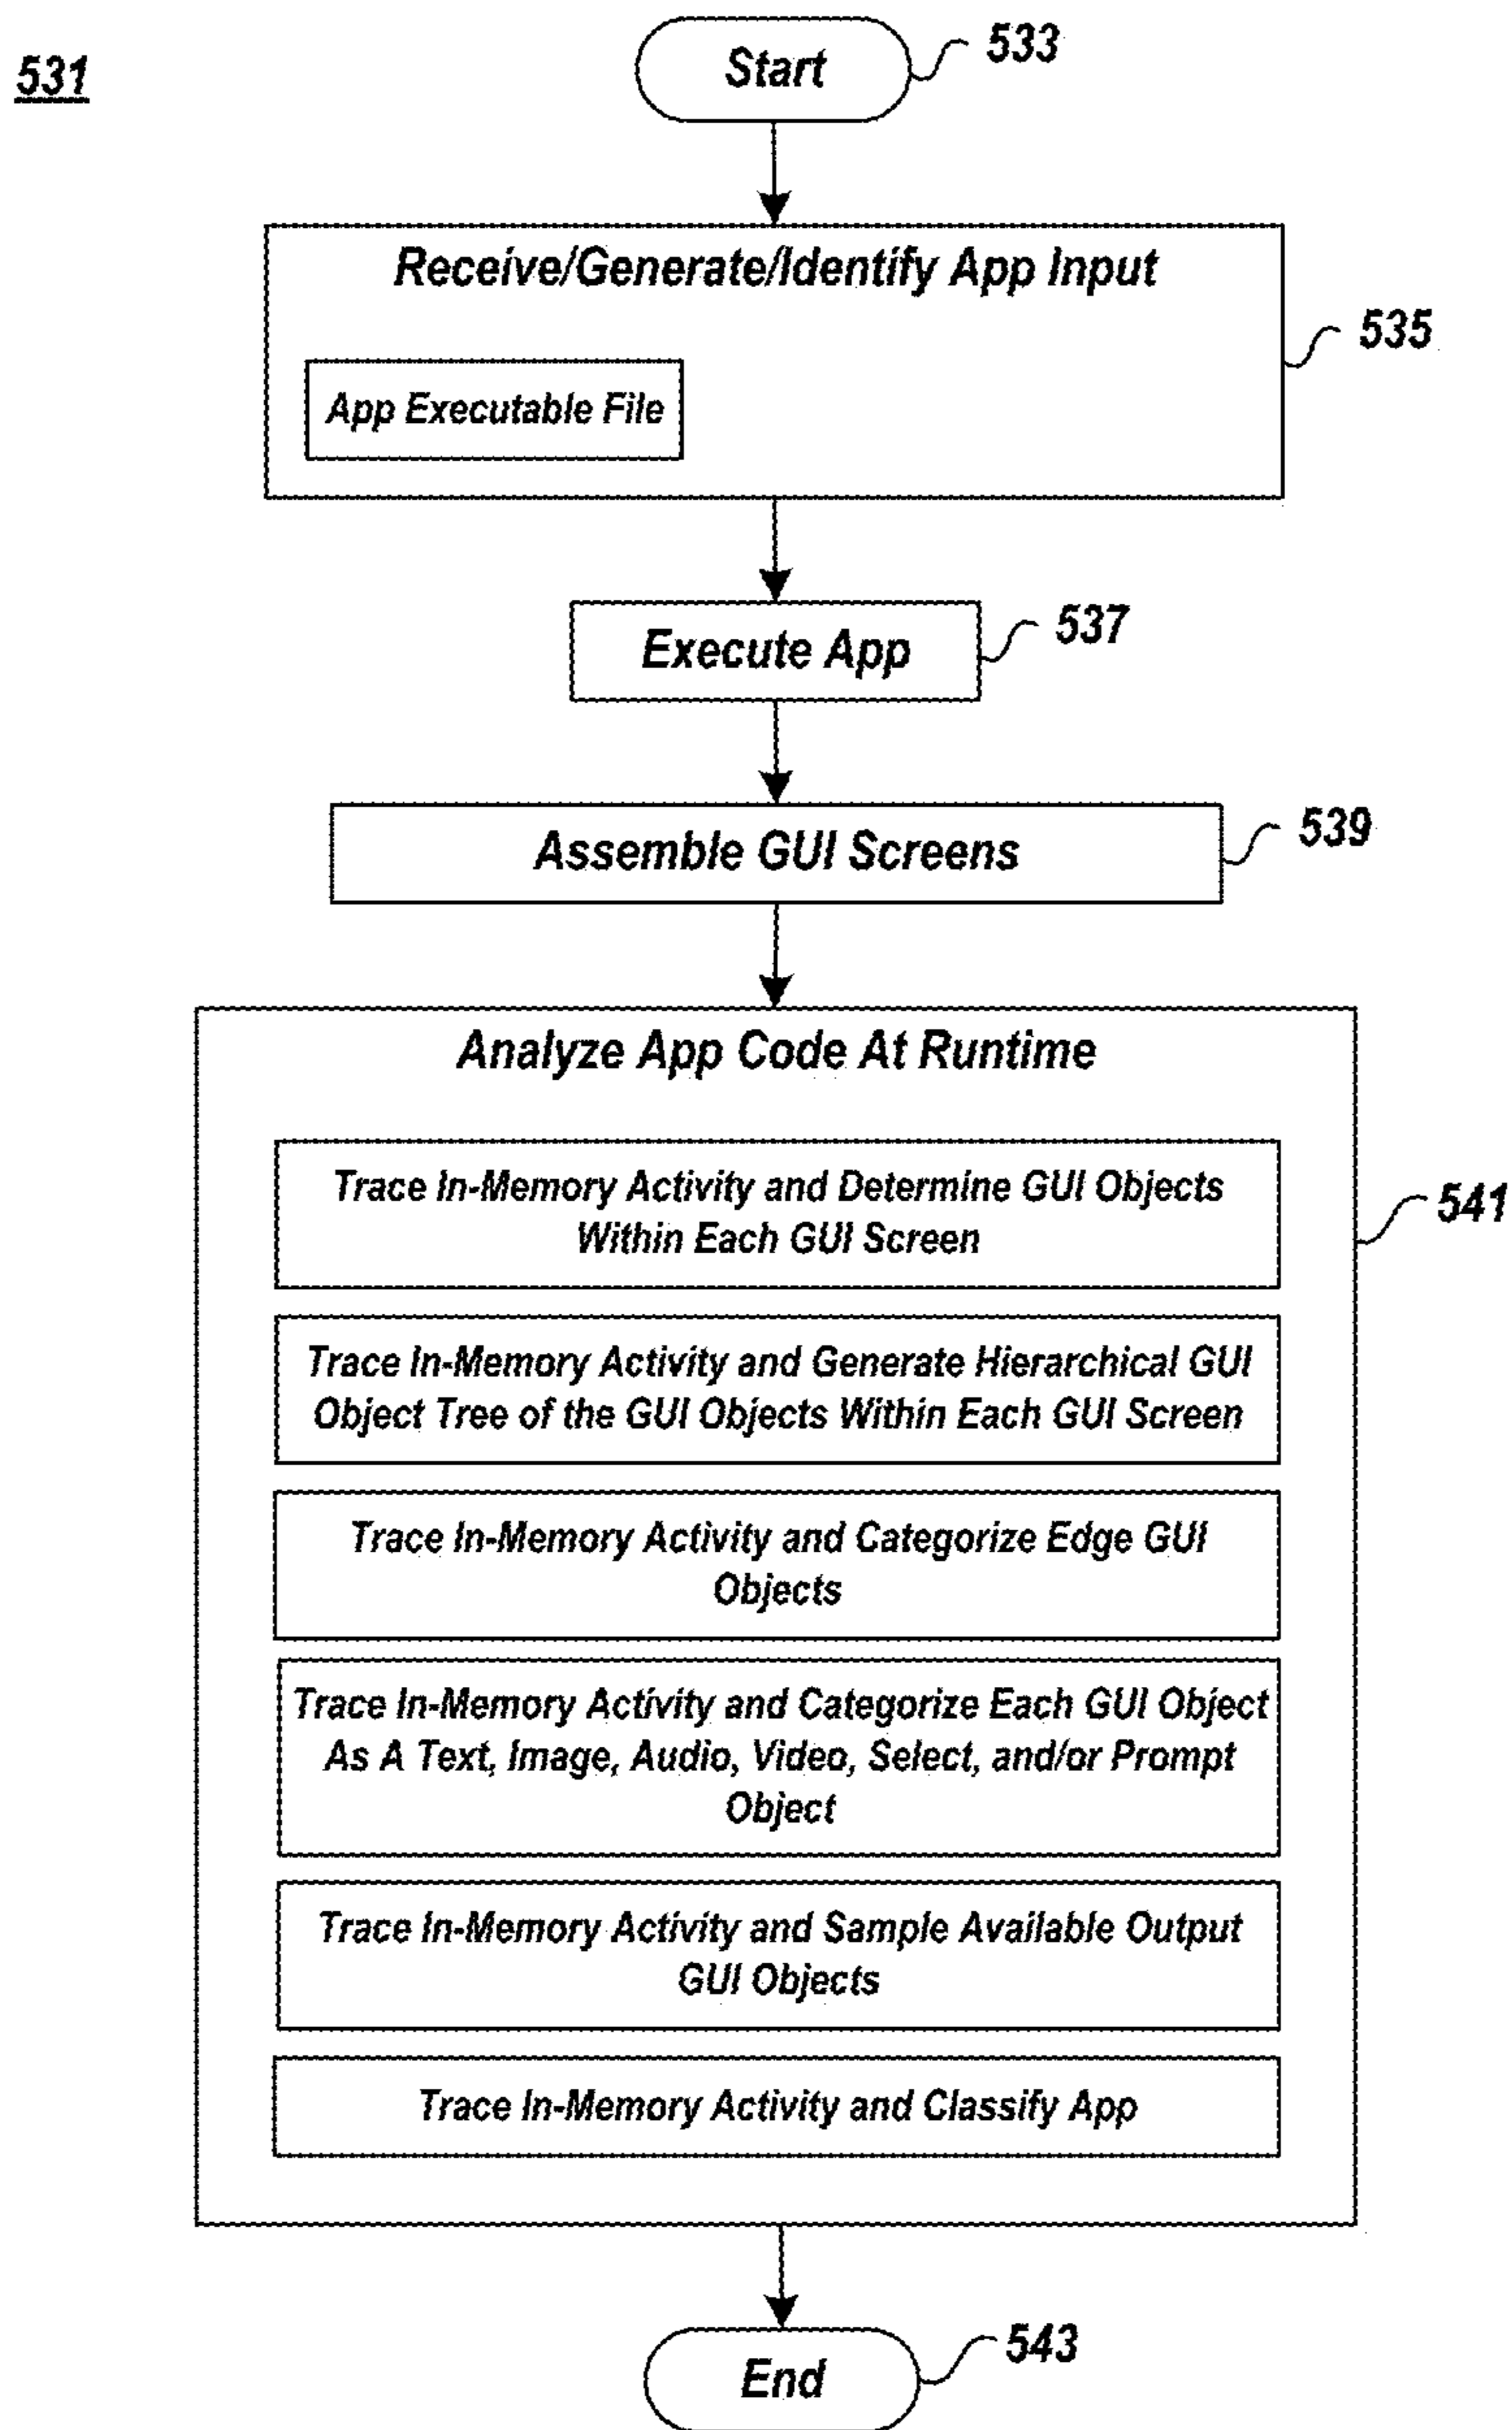 531
Start
533
Receive/Generate/Identify App Input
App Executable File
535
Execute App
537
Assemble GUI Screens
539
Analyze App Code At Runtime
Trace In-Memory Activity and Determine GUI Objects
Within Each GUI Screen
541
Trace In-Memory Activity and Generate Hierarchical GUI
Object Tree of the GUI Objects Within Each GUI Screen
Trace In-Memory Activity and Categorize Edge GUI
Objects
Trace In-Memory Activity and Categorize Each GUI Object
As A Text, Image, Audio, Video, Select, and/or Prompt
Object
Trace In-Memory Activity and Sample Available Output
GUI Objects
Trace In-Memory Activity and Classify App
End
543